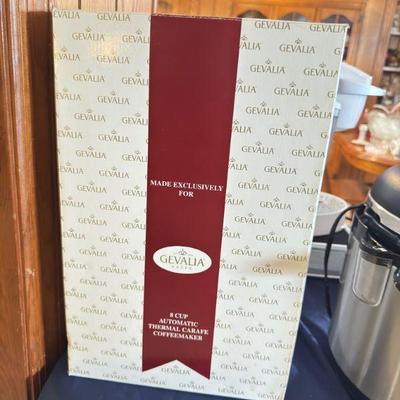 MADE EXCLUSIVELY
FOR
GEVALIA
KAFFE
8 CUP
AUTOMATIC
THERMAL CARAFE
COFFEEMAKER
GEVALIA